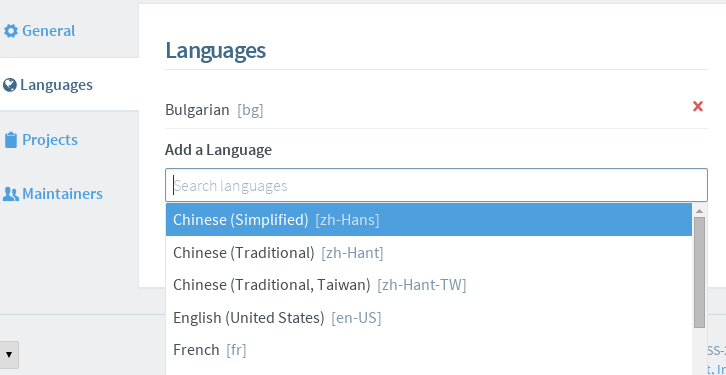 General
Languages
Projects
Maintainers
Languages
Bulgarian [bg]
Add a Language
Search languages
Chinese (Simplified) [zh-Hans]
Chinese (Traditional) [zh-Hant]
Chinese (Traditional, Taiwan) [zh-Hant-TW]
English (United States) [en-US]
French [fr]